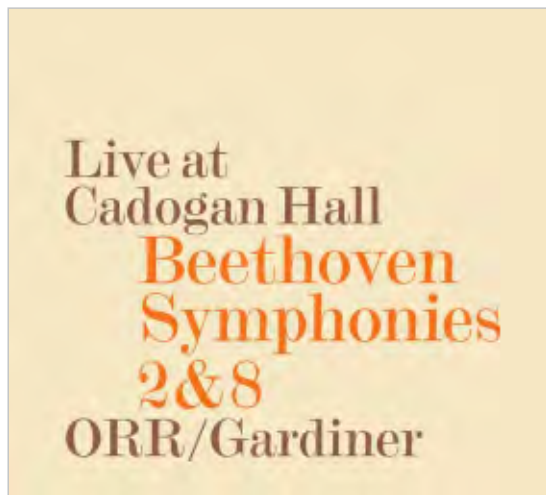 Live at
Cadogan Hall
Beethoven
Symphonies
2&8
ORR/Gardiner